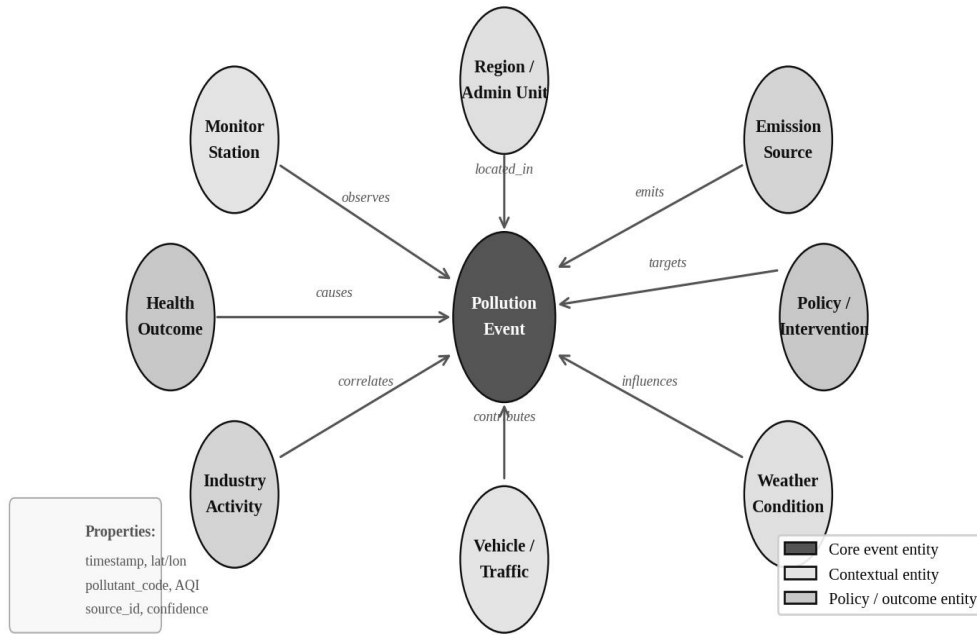 Region /
Admin Unit
Monitor
Station
Emission
Source
located_in
observes
emits
targets
Health
Outcome
causes
Pollution
Event
Policy /
Intervention
correlates
influences
contributes
Industry
Activity
Weather
Condition
Vehicle /
Traffic
Properties:
timestamp, lat/lon
pollutant_code, AQI
source_id, confidence
Core event entity
Contextual entity
Policy / outcome entity